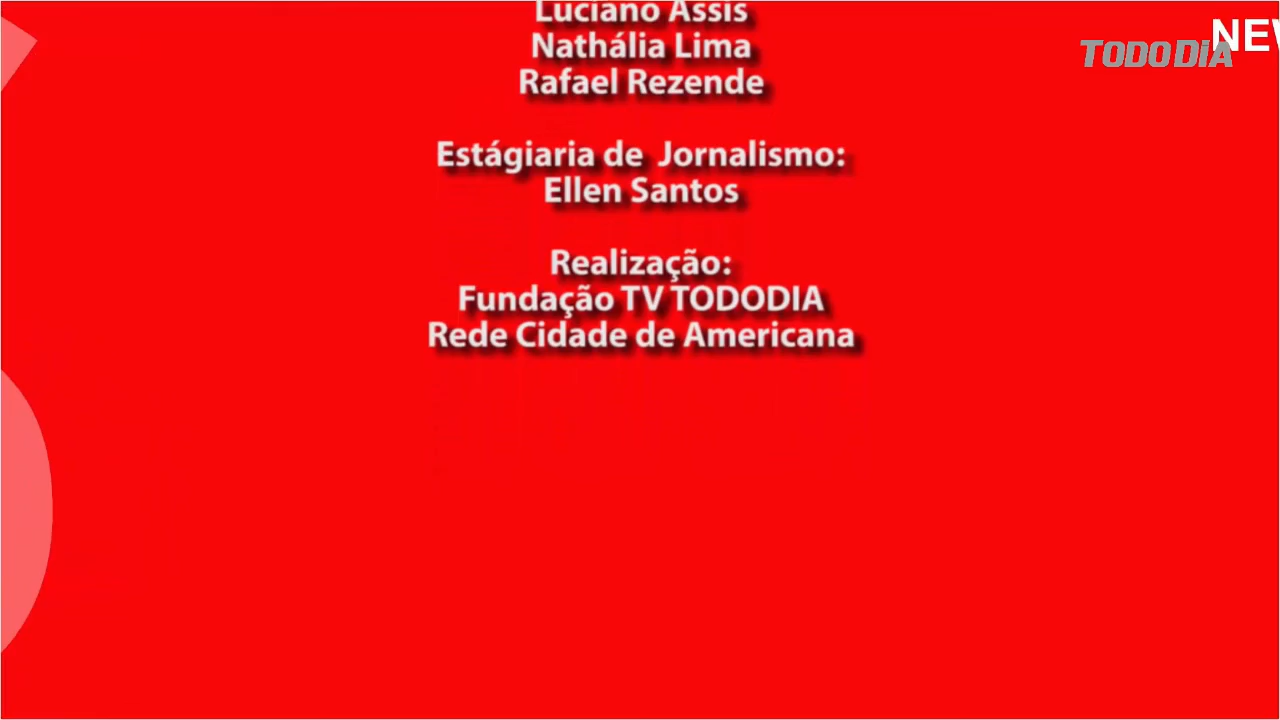 Luciano Assis
Nathália Lima
Rafael Rezende
Estágiaria de Jornalismo:
Ellen Santos
Realização:
Fundação TV TODODIA
Rede Cidade de Americana
TODODiA